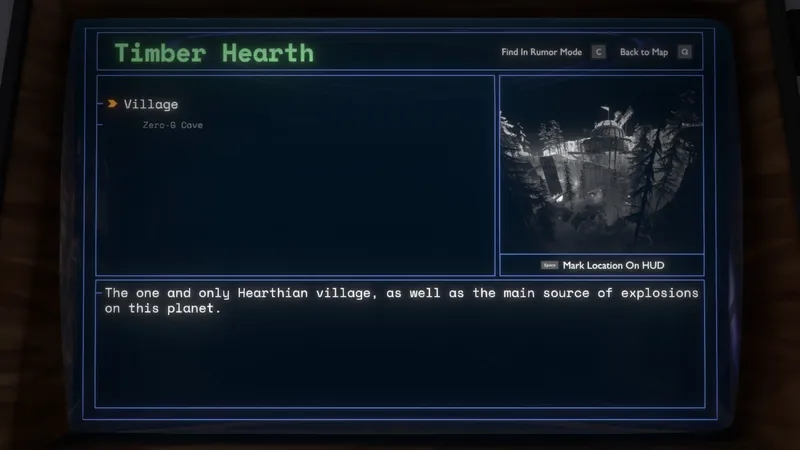 Timber Hearth
Find In Rumor Mode C Back to Map Q
Village
Zero-G Cave
Space Mark Location On HUD
The one and only Hearthian village, as well as the main source of explosions
on this planet.